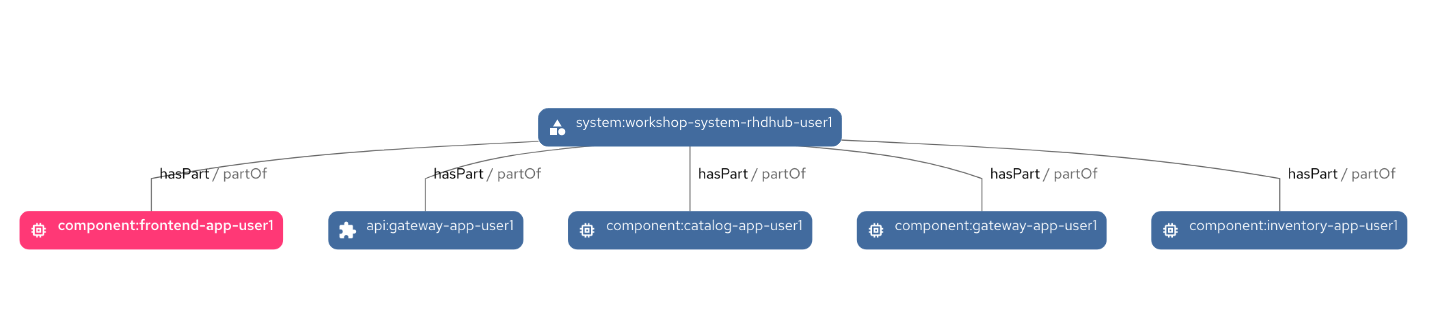 system:workshop-system-rhdhub-user1
hasPart / partOf
hasPart / partOf
hasPart / partOf
hasPart / partOf
hasPart / partOf
component:frontend-app-user1
api:gateway-app-user1
component:catalog-app-user1
component:gateway-app-user1
component:inventory-app-user1